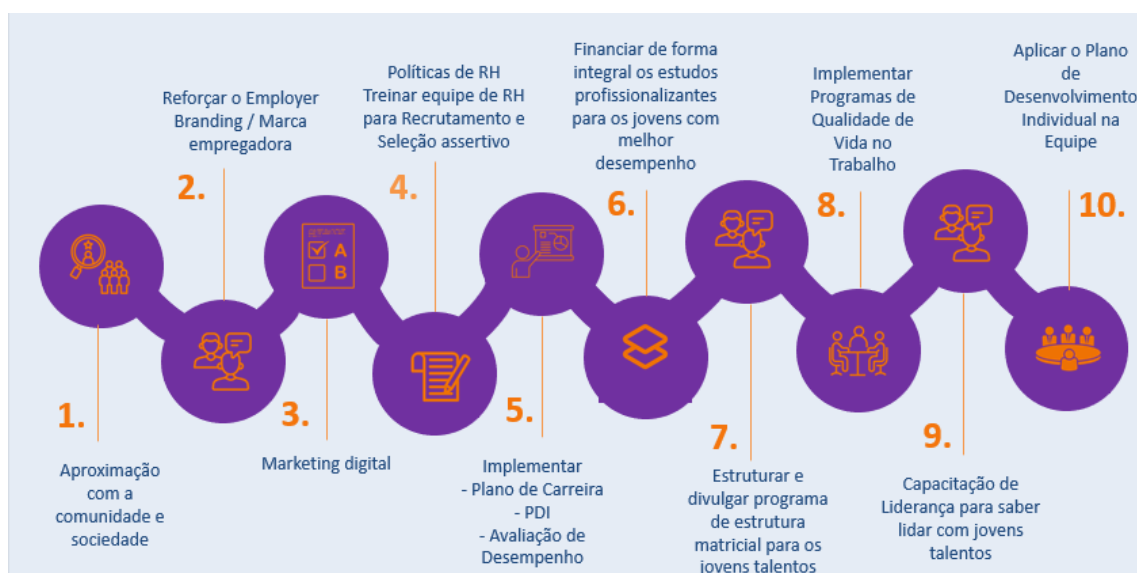 1.
Aproximação
com a
comunidade e
sociedade
2.
Reforçar o Employer
Branding / Marca
empregadora
3.
Marketing digital
A
B
4.
Políticas de RH
Treinar equipe de RH
para Recrutamento e
Seleção assertivo
5.
Implementar
- Plano de Carreira
- PDI
- Avaliação de
Desempenho
6.
Financiar de forma
integral os estudos
profissionalizantes
para os jovens com
melhor
desempenho
7.
Estruturar e
divulgar programa
de estrutura
matricial para os
jovens talentos
8.
Implementar
Programas de
Qualidade de
Vida no
Trabalho
9.
Capacitação de
Liderança para saber
lidar com jovens
talentos
10.
Aplicar o Plano
de
Desenvolvimento
Individual na
Equipe